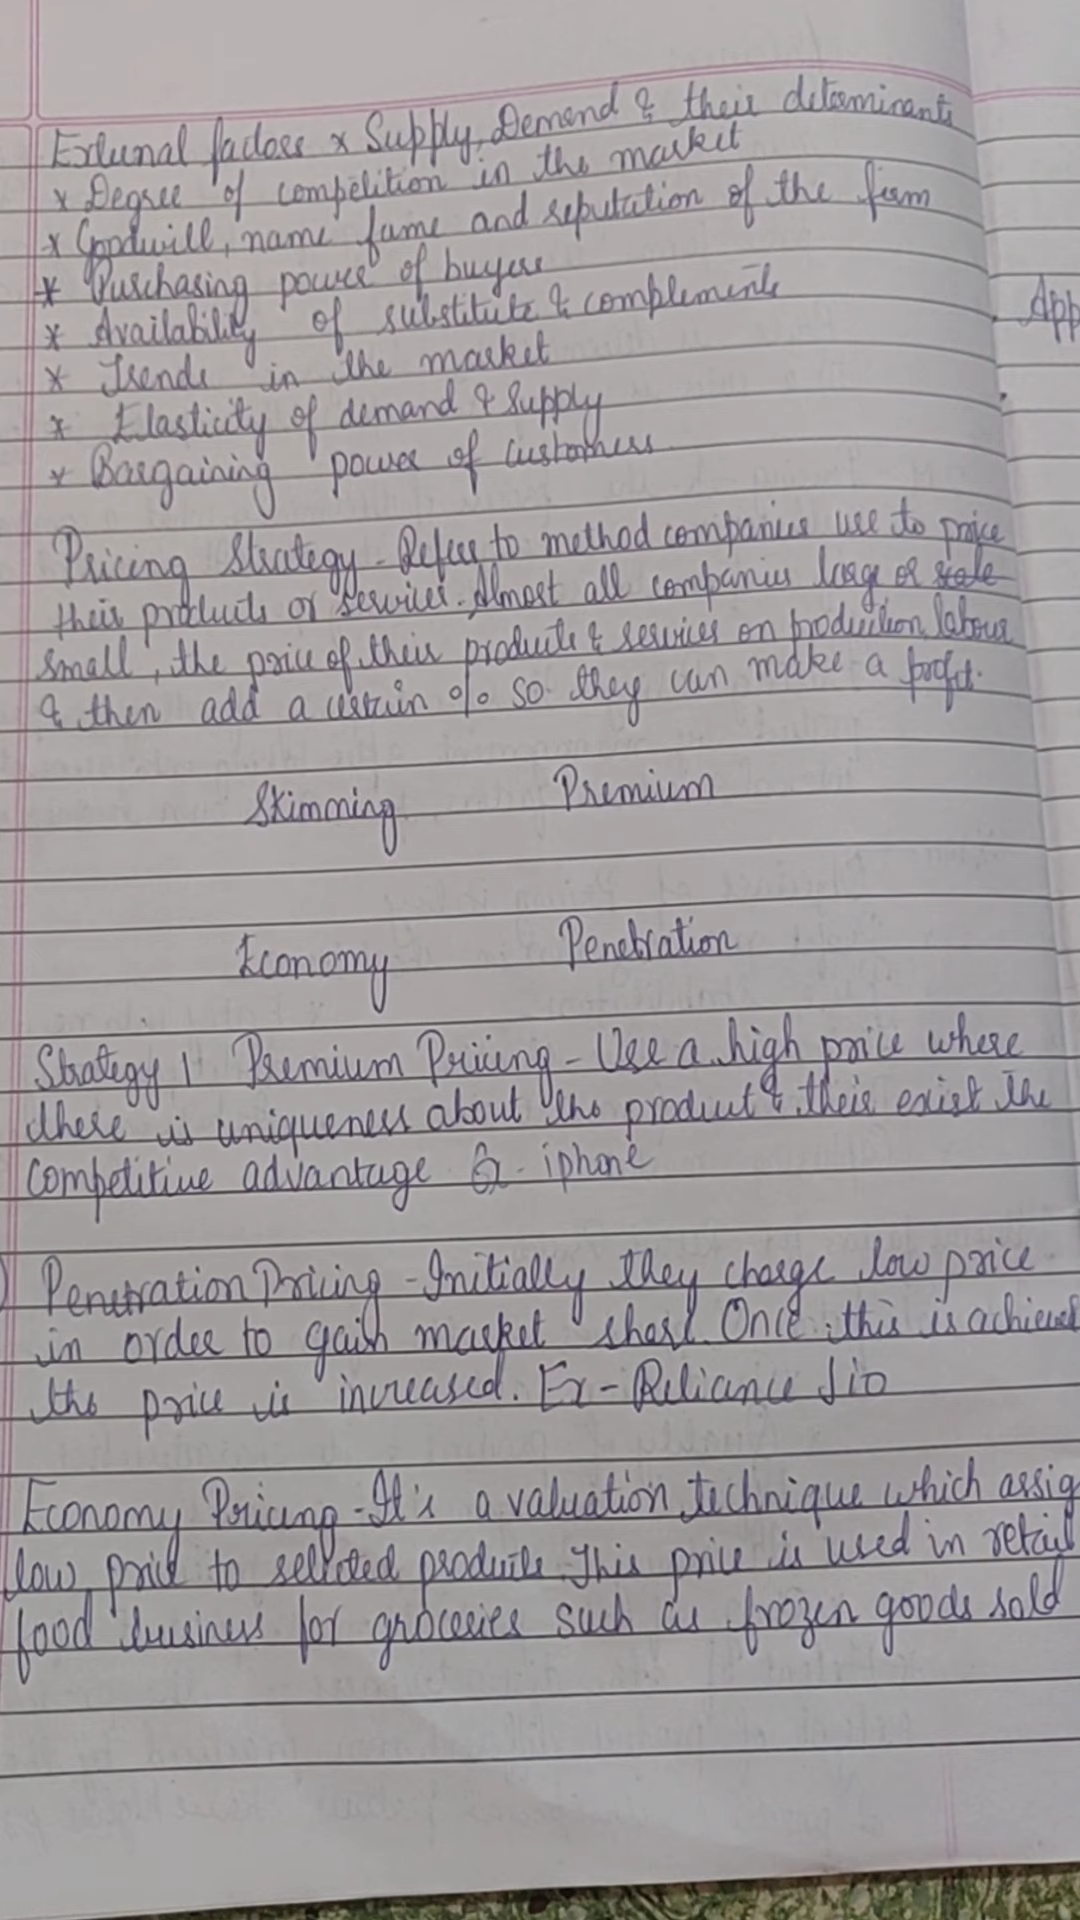 External factors x Supply, Demand & their determinants
x Degree of competition in the market
x Goodwill, name fame and reputation of the firm
x Purchasing power of buyers
x Availability of substitute & complements
x Trends in the market
x Elasticity of demand & supply
x Bargaining power of customers
Pricing Strategy - Refers to method companies use to price
their products or services. Almost all companies large or
small, the price of their products & services on production, labour
& then add a certain % so they can make a profit.
Skimming Premium
Economy Penetration
Strategy 1 Premium Pricing - Use a high price where
there is uniqueness about the product & their exist the
competitive advantage Ex - iphone
Penetration Pricing - Initially they charge low price
in order to gain market share. Once this is achieved
the price is increased. Ex - Reliance Jio
Economy Pricing - It's a valuation technique which assig
low price to selected products. This price is used in retail
food business for groceries such as frozen goods sold
App